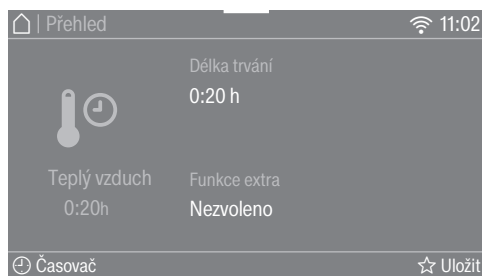 | Přehled 11:02
Délka trvání
0:20 h
Teplý vzduch
0:20h
Funkce extra
Nezvoleno
Časovač Uložit